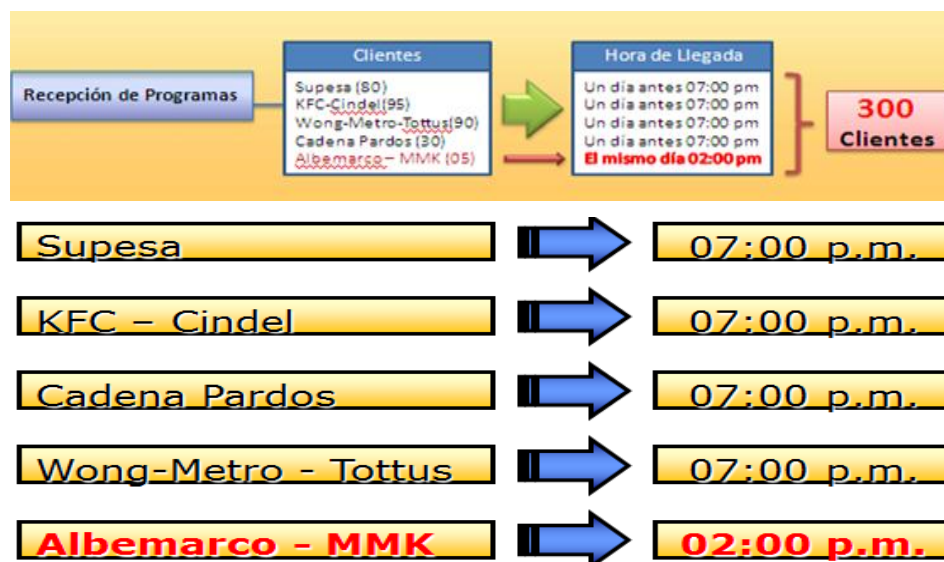 Clientes
Hora de Llegada
Recepción de Programas
Supesa (80)
KFC-Cindel(95)
Wong-Metro-Tottus(90)
Cadena Pardos (30)
Albemarco – MMK (05)
Un día antes 07:00 pm
Un día antes 07:00 pm
Un día antes 07:00 pm
Un día antes 07:00 pm
El mismo día 02:00 pm
300
Clientes
Supesa 07:00 p.m.
KFC – Cindel 07:00 p.m.
Cadena Pardos 07:00 p.m.
Wong-Metro - Tottus 07:00 p.m.
Albemarco - MMK 02:00 p.m.